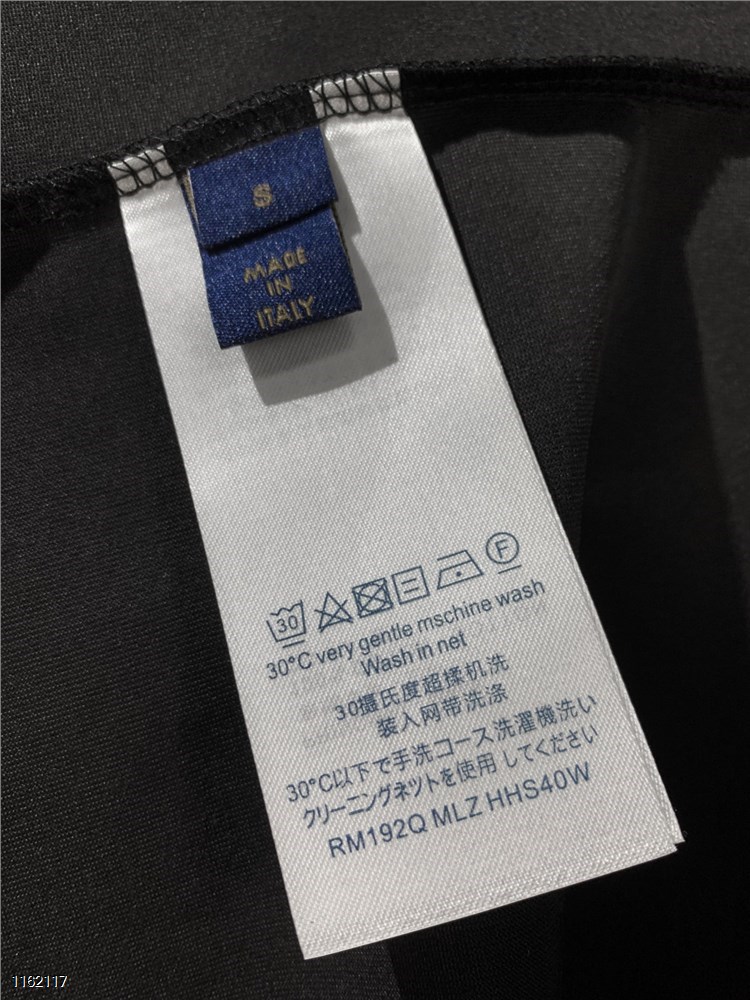 S
MADE
IN
ITALY
30 F
30°C very gentle mschine wash
Wash in net
30摄氏度超揉机洗
装入网带洗涤
30°C以下で手洗コース洗濯機洗い
クリーニングネットを使用してください
RM192Q MLZ HHS40W
1162117